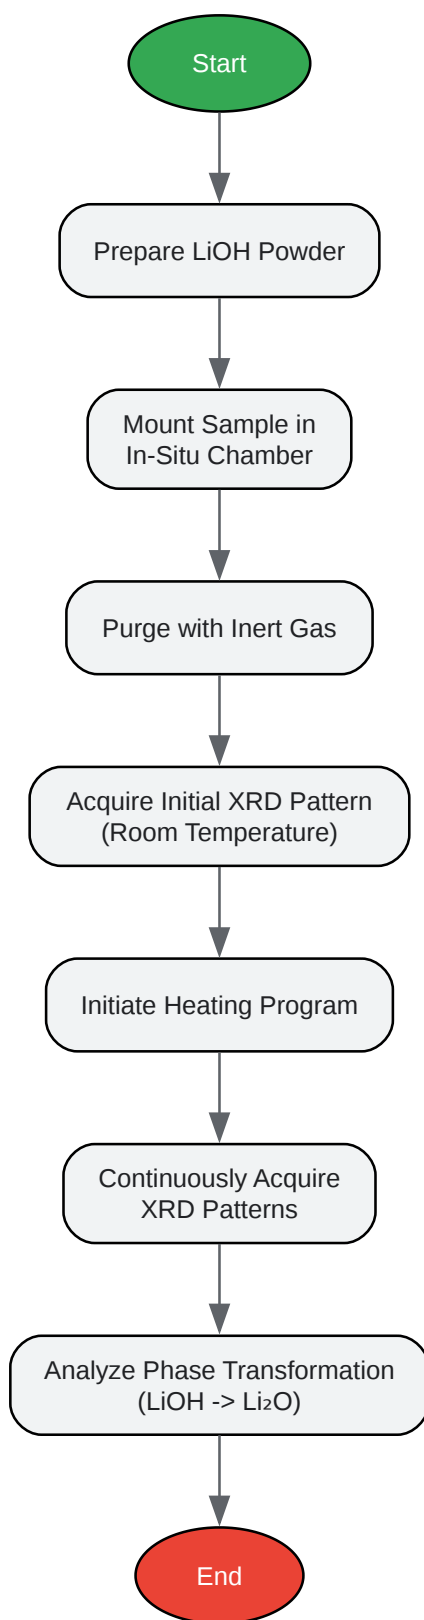 Start
Prepare LiOH Powder
Mount Sample in
In-Situ Chamber
Purge with Inert Gas
Acquire Initial XRD Pattern
(Room Temperature)
Initiate Heating Program
Continuously Acquire
XRD Patterns
Analyze Phase Transformation
(LiOH -> Li₂O)
End